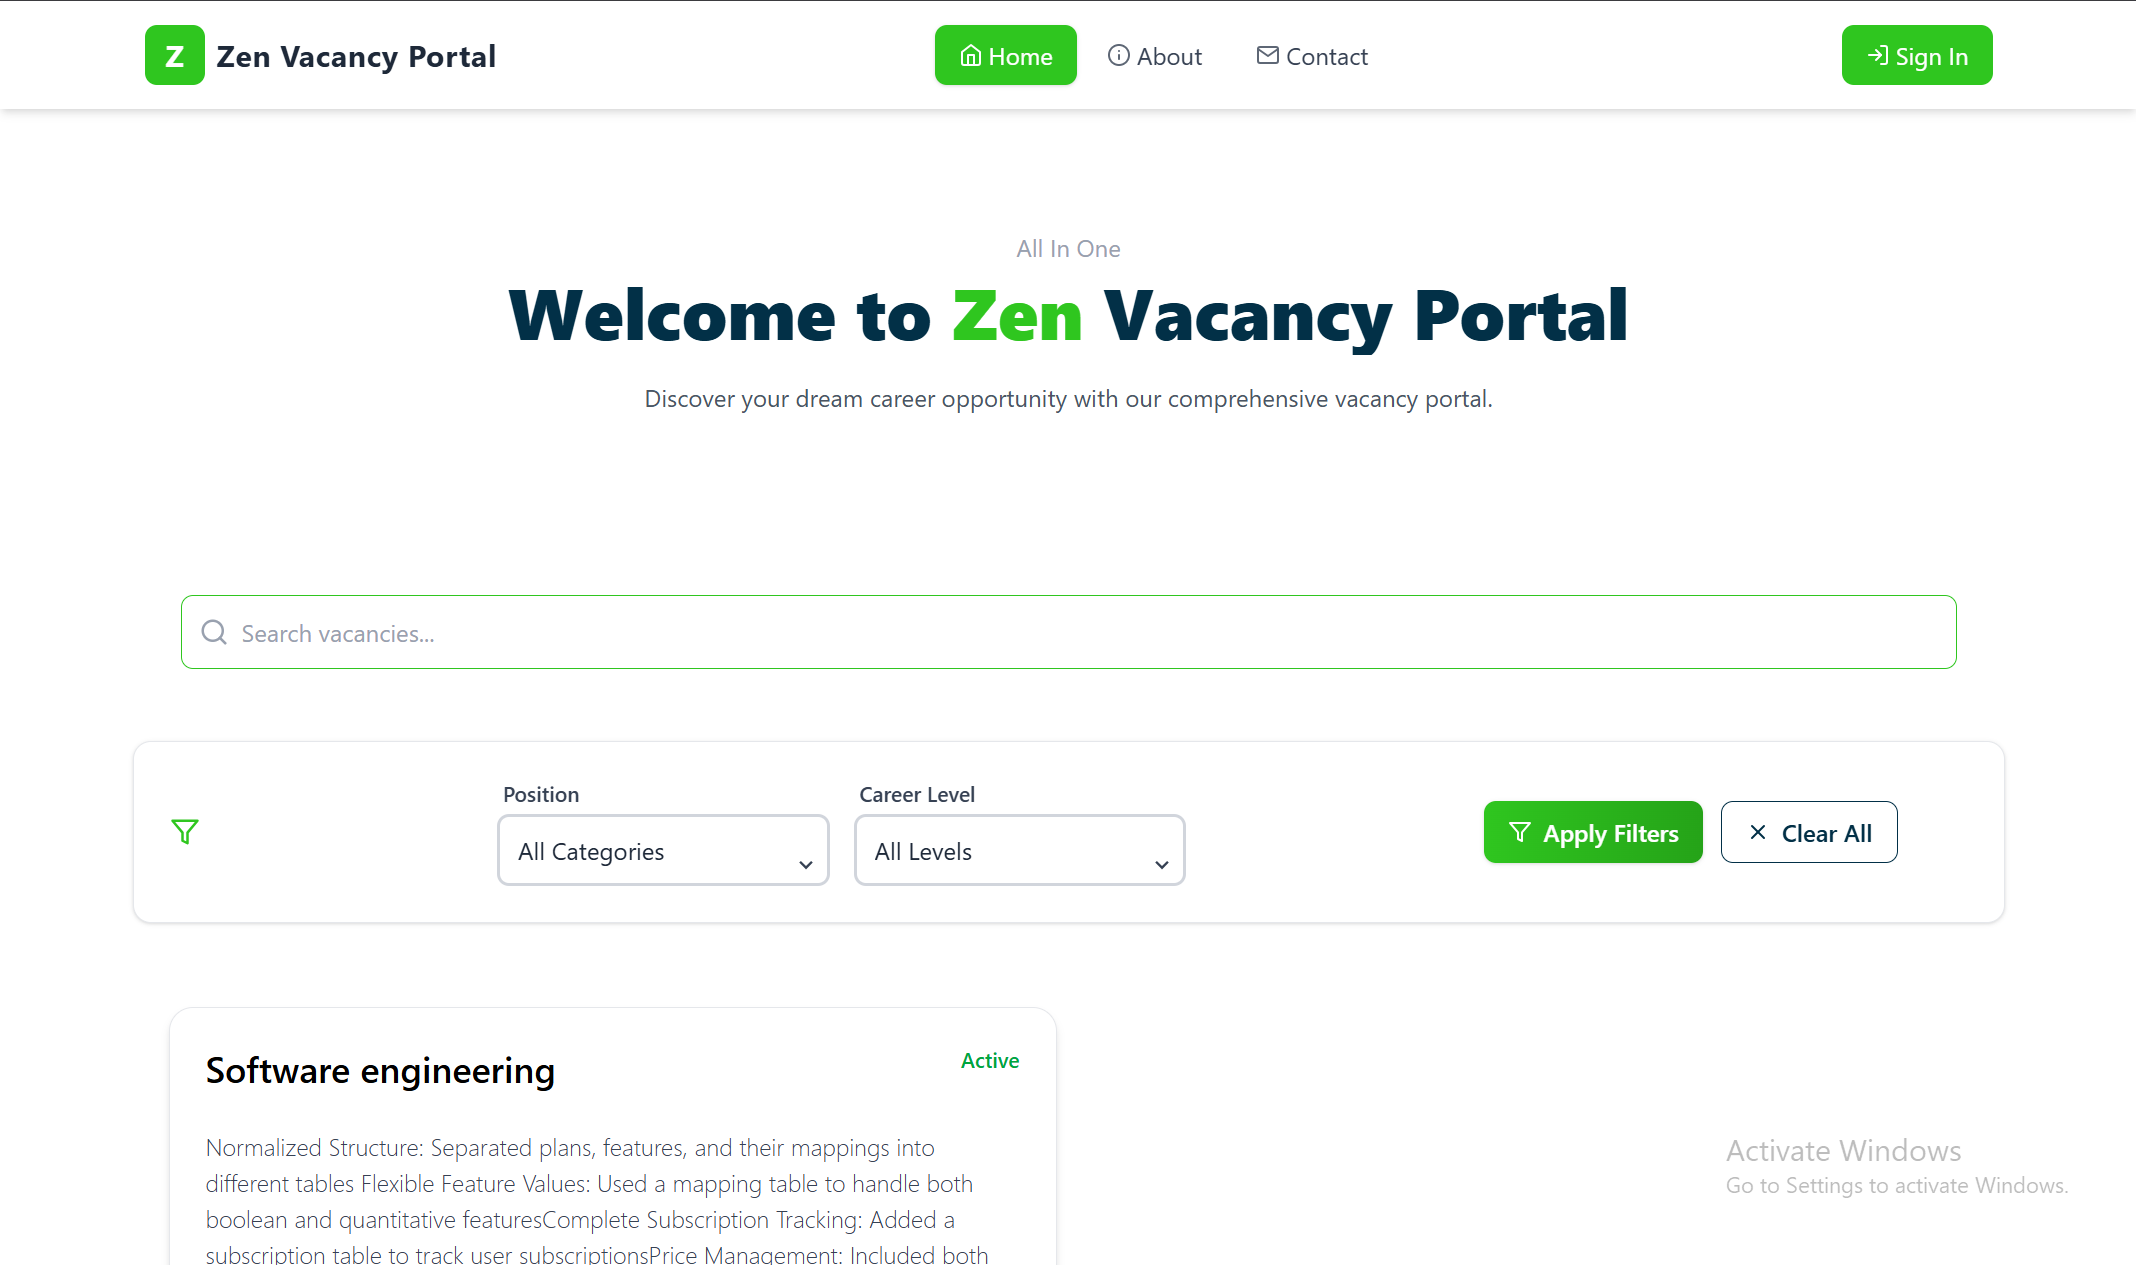 Z Zen Vacancy Portal
Home About Contact
Sign In
All In One
Welcome to Zen Vacancy Portal
Discover your dream career opportunity with our comprehensive vacancy portal.
Search vacancies...
Position
All Categories
Career Level
All Levels
Apply Filters
Clear All
Software engineering
Active
Normalized Structure: Separated plans, features, and their mappings into
different tables Flexible Feature Values: Used a mapping table to handle both
boolean and quantitative featuresComplete Subscription Tracking: Added a
subscription table to track user subscriptionsPrice Management: Included both
Activate Windows
Go to Settings to activate Windows.